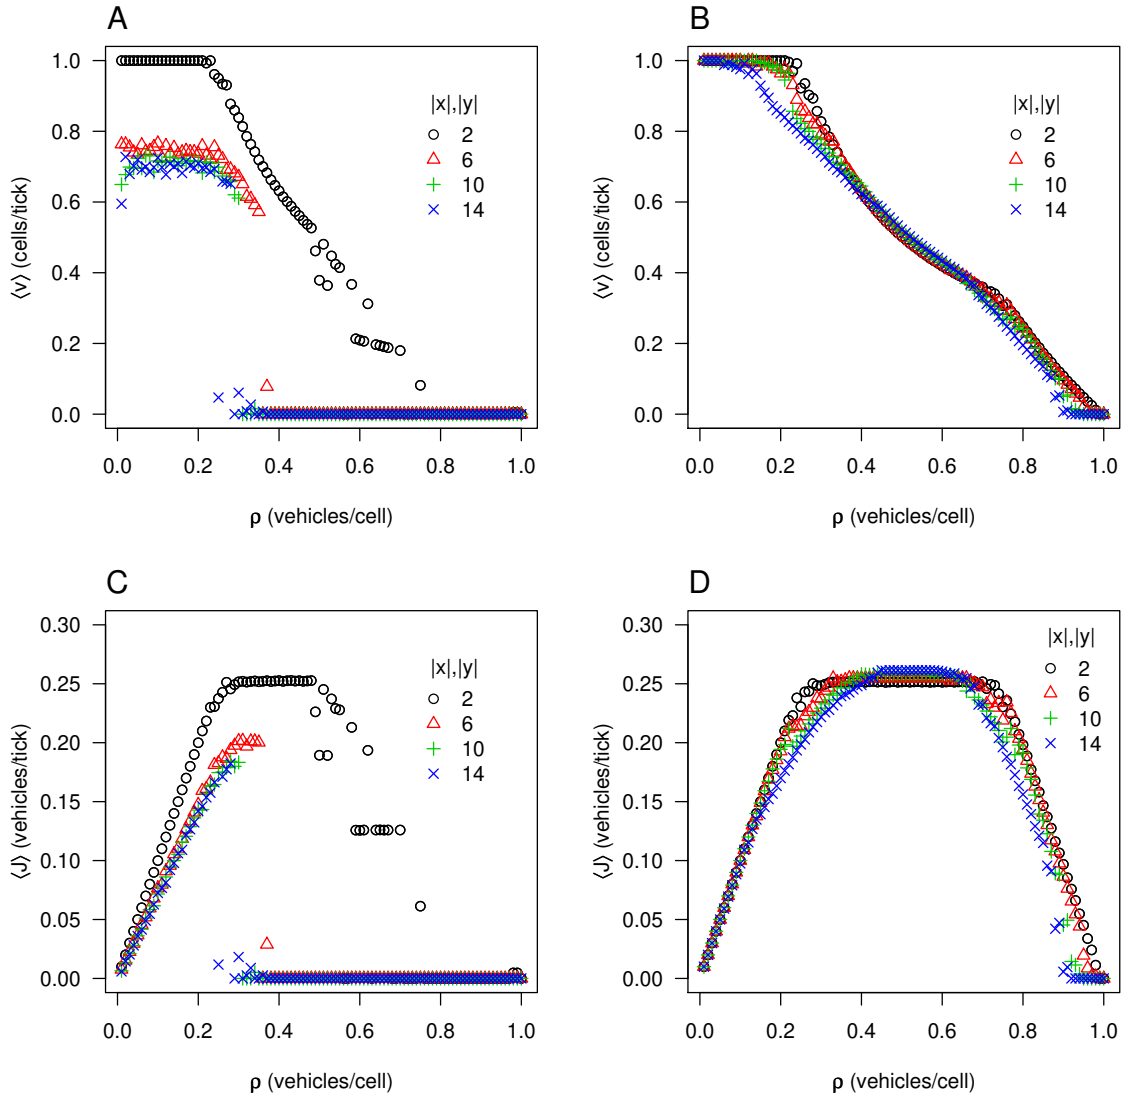 A
1.0
0.8
0.6
0.4
0.2
0.0
⟨v⟩ (cells/tick)
|x|,|y|
2
6
10
14
0.0 0.2 0.4 0.6 0.8 1.0
ρ (vehicles/cell)
B
1.0
0.8
0.6
0.4
0.2
0.0
⟨v⟩ (cells/tick)
|x|,|y|
2
6
10
14
0.0 0.2 0.4 0.6 0.8 1.0
ρ (vehicles/cell)
C
0.30
0.25
0.20
0.15
0.10
0.05
0.00
⟨J⟩ (vehicles/tick)
|x|,|y|
2
6
10
14
0.0 0.2 0.4 0.6 0.8 1.0
ρ (vehicles/cell)
D
0.30
0.25
0.20
0.15
0.10
0.05
0.00
⟨J⟩ (vehicles/tick)
|x|,|y|
2
6
10
14
0.0 0.2 0.4 0.6 0.8 1.0
ρ (vehicles/cell)